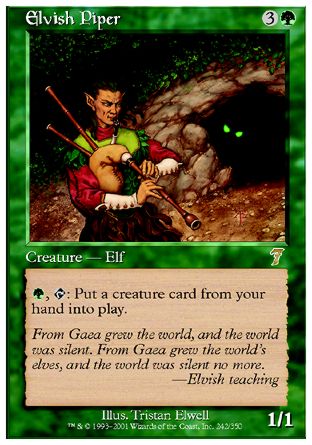 Elvish Piper 3
Creature — Elf
7
: Put a creature card from your
hand into play.
From Gaea grew the world, and the world
was silent. From Gaea grew the world's
elves, and the world was silent no more.
—Elvish teaching
Illus. Tristan Elwell
™ & © 1993–2001 Wizards of the Coast, Inc. 242/350
1/1